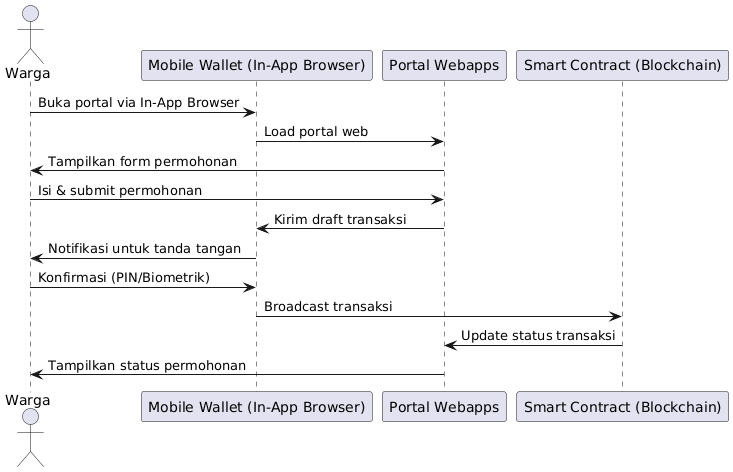 Warga
Mobile Wallet (In-App Browser)
Portal Webapps
Smart Contract (Blockchain)
Buka portal via In-App Browser
Load portal web
Tampilkan form permohonan
Isi & submit permohonan
Kirim draft transaksi
Notifikasi untuk tanda tangan
Konfirmasi (PIN/Biometrik)
Broadcast transaksi
Update status transaksi
Tampilkan status permohonan
Warga
Mobile Wallet (In-App Browser)
Portal Webapps
Smart Contract (Blockchain)